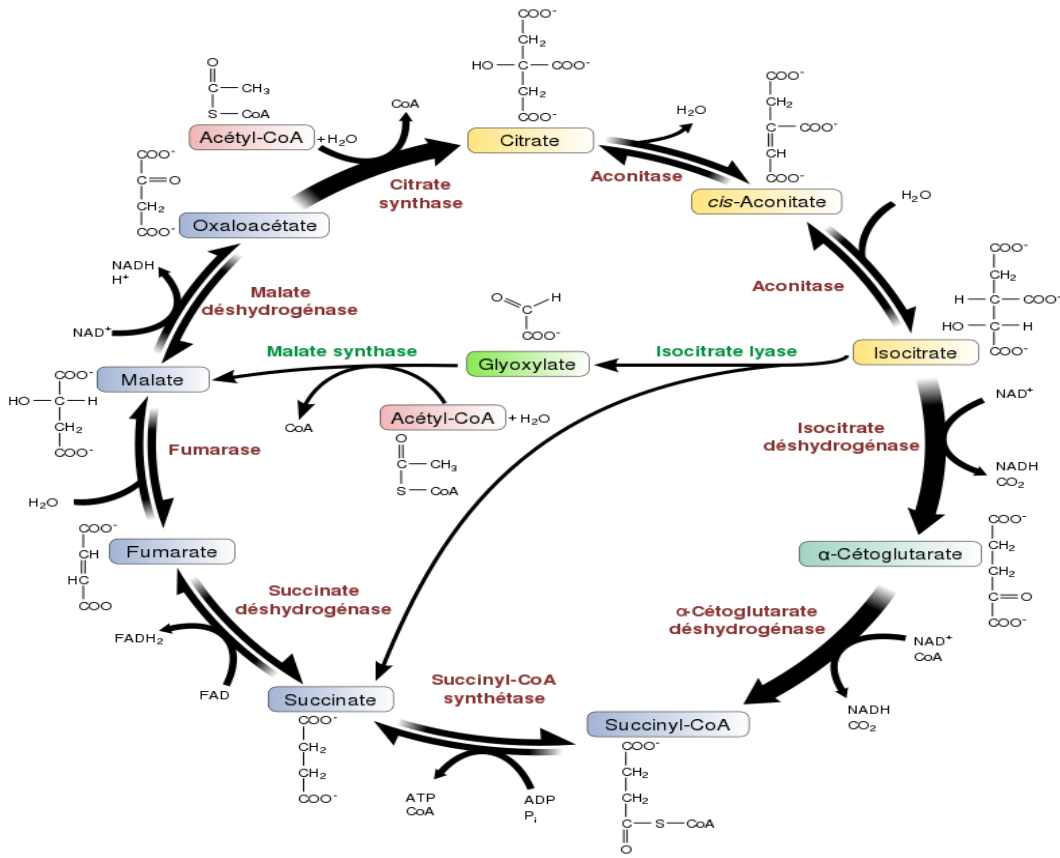 COO⁻
CH₂
HO
C
COO⁻
CH₂
COO⁻
O
C
CH₃
S
CoA
Acétyl-CoA
+H₂O
CoA
Citrate
Citrate
synthase
H₂O
Aconitase
COO⁻
CH₂
C
COO⁻
CH
COO⁻
cis-Aconitate
H₂O
Aconitase
COO⁻
C
O
CH₂
COO⁻
Oxaloacétate
NADH
H⁺
NAD⁺
Malate
déshydrogénase
O
C
H
COO⁻
Malate synthase
Glyoxylate
Isocitrate lyase
Isocitrate
COO⁻
CH₂
H
C
COO⁻
HO
C
H
COO⁻
Malate
COO⁻
HO
C
H
CH₂
COO⁻
CoA
Acétyl-CoA
+H₂O
O
C
CH₃
S
CoA
Isocitrate
déshydrogénase
NAD⁺
NADH
CO₂
Fumarase
H₂O
COO⁻
CH
HC
COO
Fumarate
α-Cétoglutarate
COO⁻
CH₂
CH₂
C
O
COO⁻
Succinate
déshydrogénase
FADH₂
FAD
α-Cétoglutarate
déshydrogénase
NAD⁺
CoA
NADH
CO₂
Succinate
COO⁻
CH₂
CH₂
COO⁻
Succinyl-CoA
synthétase
ATP
CoA
ADP
Pᵢ
Succinyl-CoA
COO⁻
CH₂
CH₂
C
S
CoA
O